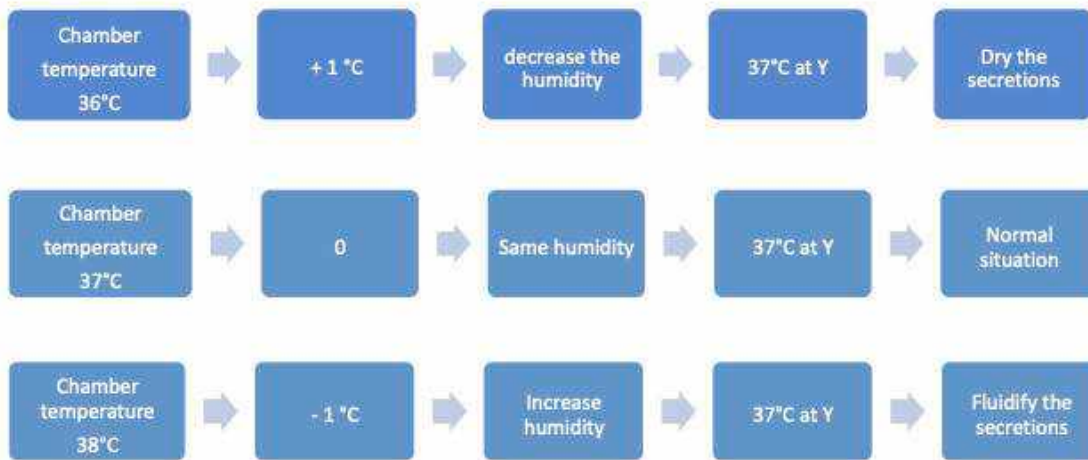 Chamber
temperature
36°C
+ 1 °C
decrease the
humidity
37°C at Y
Dry the
secretions
Chamber
temperature
37°C
0
Same humidity
37°C at Y
Normal
situation
Chamber
temperature
38°C
- 1 °C
Increase
humidity
37°C at Y
Fluidify the
secretions